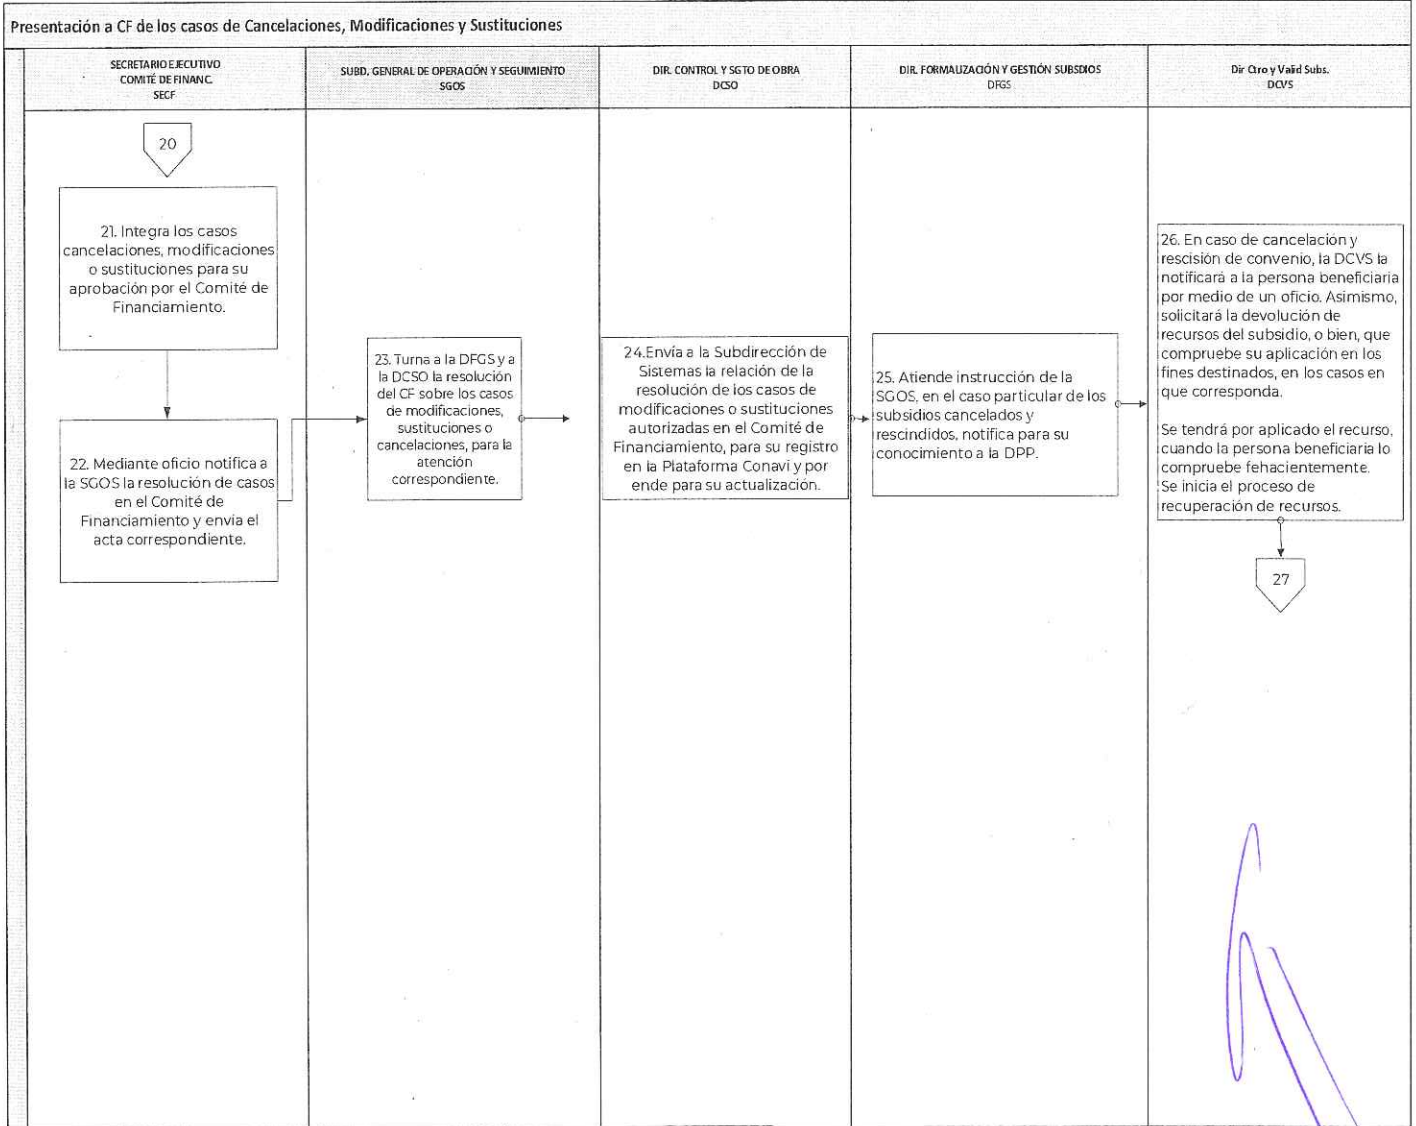 Presentación a CF de los casos de Cancelaciones, Modificaciones y Sustituciones
SECRETARIO EJECUTIVO
COMITÉ DE FINANC.
SECF
SUBD. GENERAL DE OPERACIÓN Y SEGUIMIENTO
SGOS
DIR. CONTROL Y SGTO DE OBRA
DCSO
DIR. FORMALIZACIÓN Y GESTIÓN SUBSDIOS
DFGS
Dir Ctro y Valid Subs.
DCVS
20
21. Integra los casos
cancelaciones, modificaciones
o sustituciones para su
aprobación por el Comité de
Financiamiento.
22. Mediante oficio notifica a
la SGOS la resolución de casos
en el Comité de
Financiamiento y envia el
acta correspondiente.
23. Turna a la DFGS y a
la DCSO la resolución
del CF sobre los casos
de modificaciones,
sustituciones o
cancelaciones, para la
atención
correspondiente.
24.Envía a la Subdirección de
Sistemas la relación de la
resolución de los casos de
modificaciones o sustituciones
autorizadas en el Comité de
Financiamiento, para su registro
en la Plataforma Conavi y por
ende para su actualización.
25. Atiende instrucción de la
SGOS, en el caso particular de los
subsidios cancelados y
rescindidos, notifica para su
conocimiento a la DPP.
26. En caso de cancelación y
rescisión de convenio, la DCVS la
notificará a la persona beneficiaria
por medio de un oficio. Asimismo,
solicitará la devolución de
recursos del subsidio, o bien, que
compruebe su aplicación en los
fines destinados, en los casos en
que corresponda.
Se tendrá por aplicado el recurso,
cuando la persona beneficiaria lo
compruebe fehacientemente.
Se inicia el proceso de
recuperación de recursos.
27